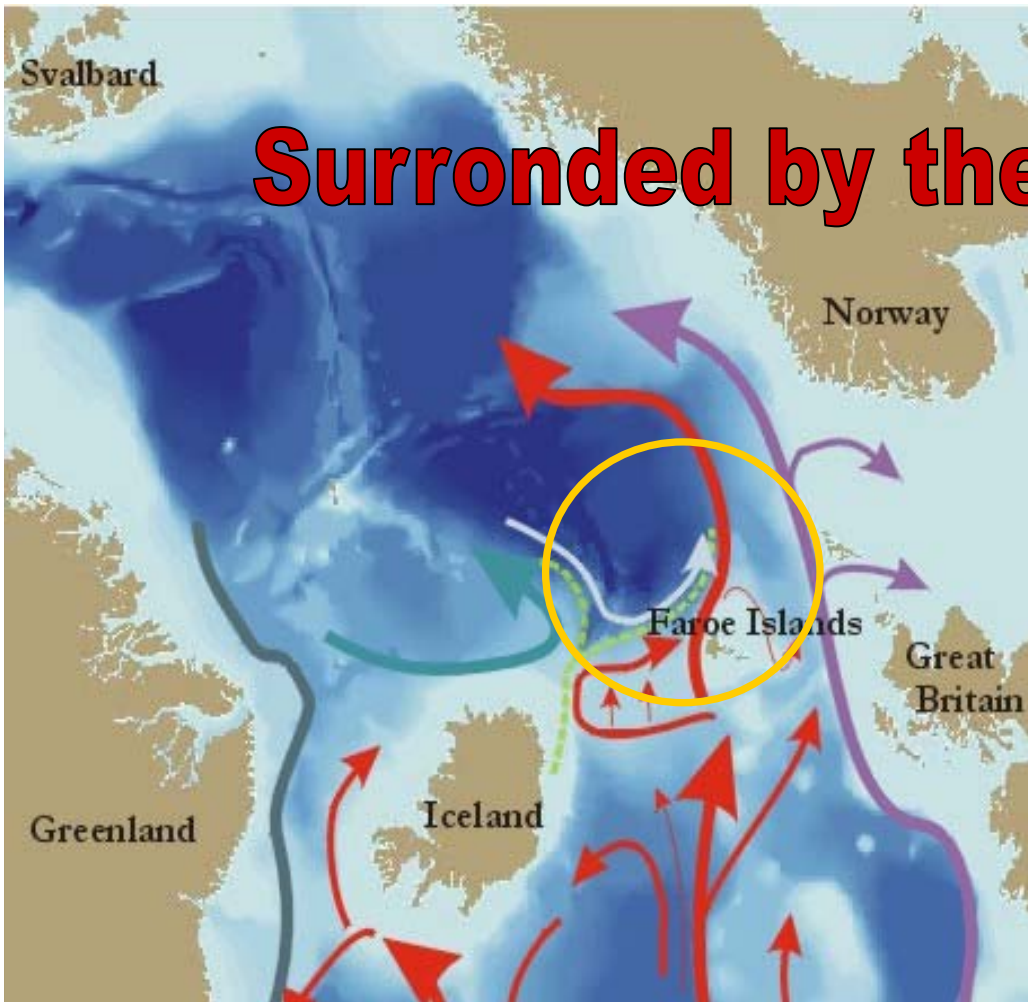 Svalbard
Surronded by the
Norway
Faroe Islands
Great
Britain
Iceland
Greenland